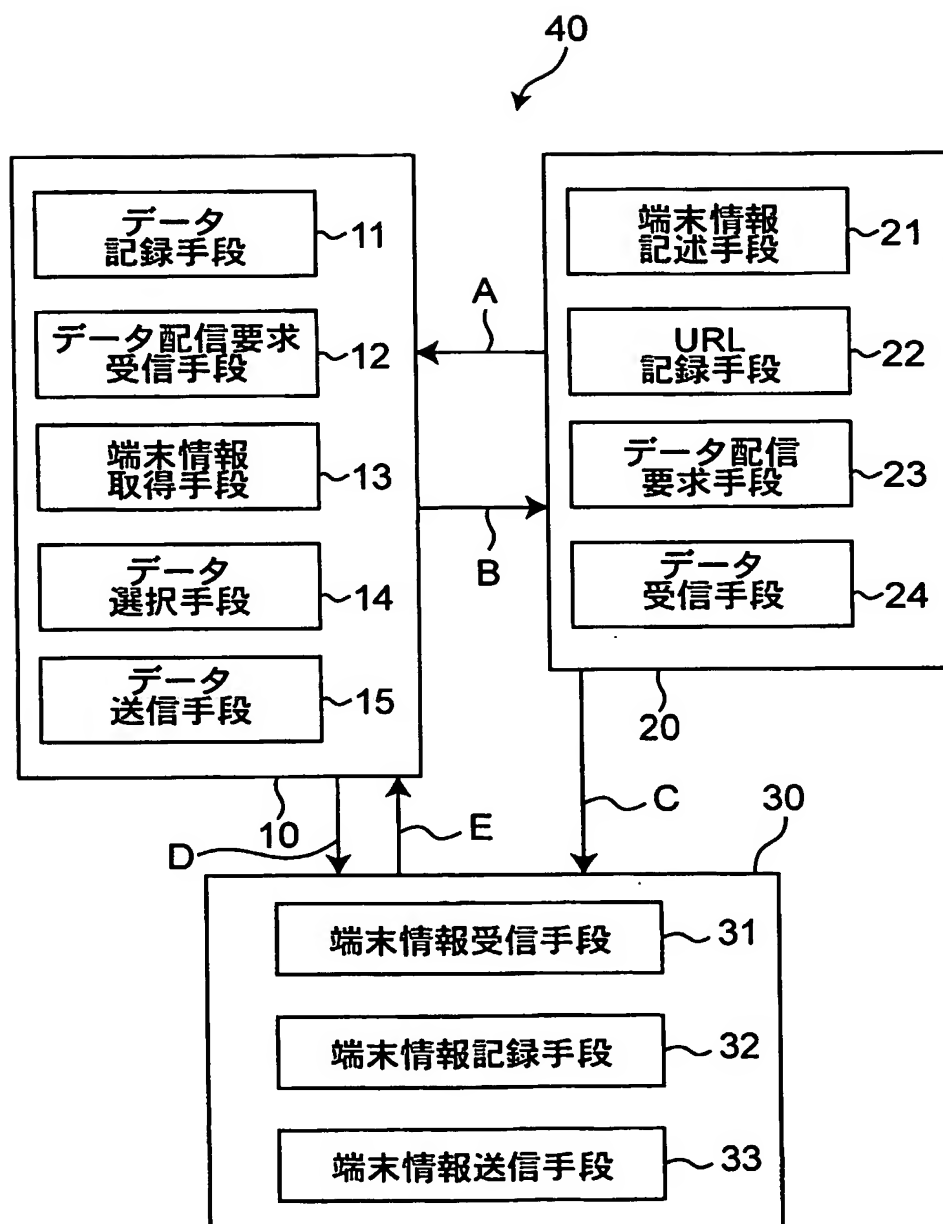 40
データ
記録手段
11
データ配信要求
受信手段
12
端末情報
取得手段
13
データ
選択手段
14
データ
送信手段
15
10
A
B
端末情報
記述手段
21
URL
記録手段
22
データ配信
要求手段
23
データ
受信手段
24
20
C
D
E
30
端末情報受信手段
31
端末情報記録手段
32
端末情報送信手段
33